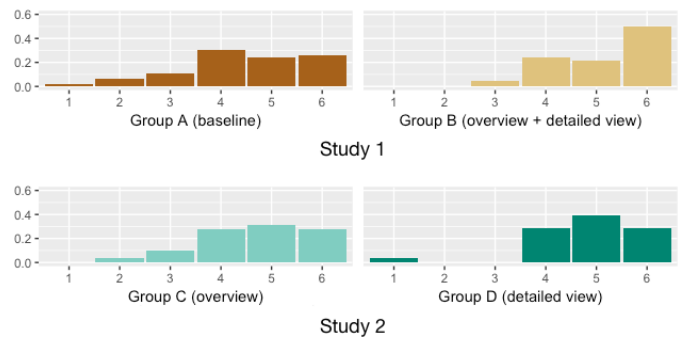 0.6
0.4
0.2
0.0
1 2 3 4 5 6
1 2 3 4 5 6
Group A (baseline)
Group B (overview + detailed view)
Study 1
0.6
0.4
0.2
0.0
1 2 3 4 5 6
1 2 3 4 5 6
Group C (overview)
Group D (detailed view)
Study 2